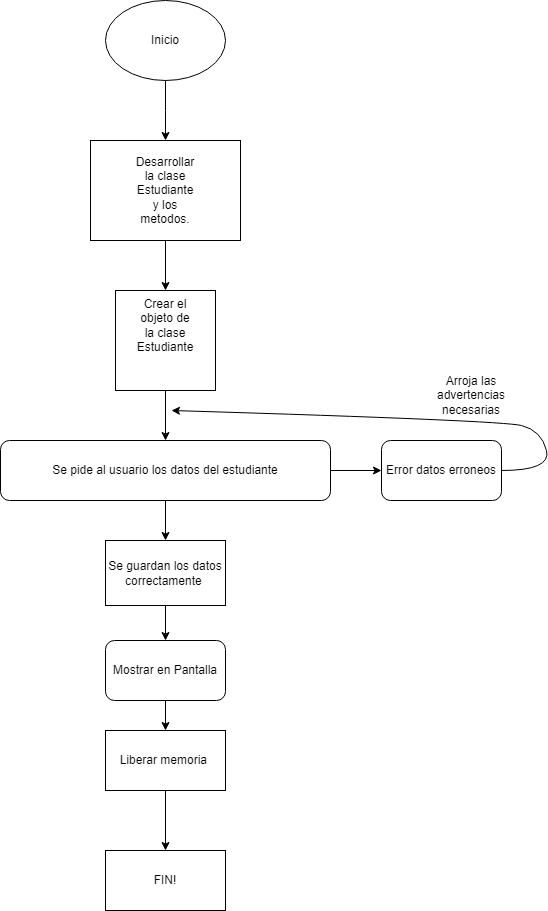 Inicio
Desarrollar
la clase
Estudiante
y los
metodos.
Crear el
objeto de
la clase
Estudiante
Arroja las
advertencias
necesarias
Se pide al usuario los datos del estudiante
Error datos erroneos
Se guardan los datos
correctamente
Mostrar en Pantalla
Liberar memoria
FIN!